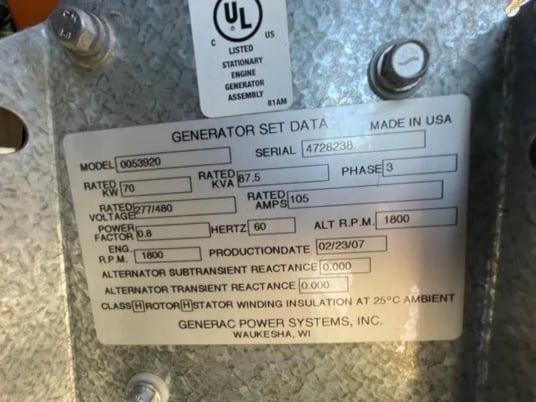 UL
C US
LISTED
STATIONARY
ENGINE
GENERATOR
ASSEMBLY
81AM
GENERATOR SET DATA MADE IN USA
MODEL 0053920 SERIAL 4728238
RATED KW 70 RATED KVA 87.5 PHASE 3
RATED VOLTAGE 277/480 RATED AMPS 105
POWER FACTOR 0.8 HERTZ 60 ALT R.P.M. 1800
ENG. R.P.M. 1800 PRODUCTION DATE 02/23/07
ALTERNATOR SUBTRANSIENT REACTANCE 0.000
ALTERNATOR TRANSIENT REACTANCE 0.000
CLASS H ROTOR H STATOR WINDING INSULATION AT 25°C AMBIENT
GENERAC POWER SYSTEMS, INC.
WAUKESHA, WI